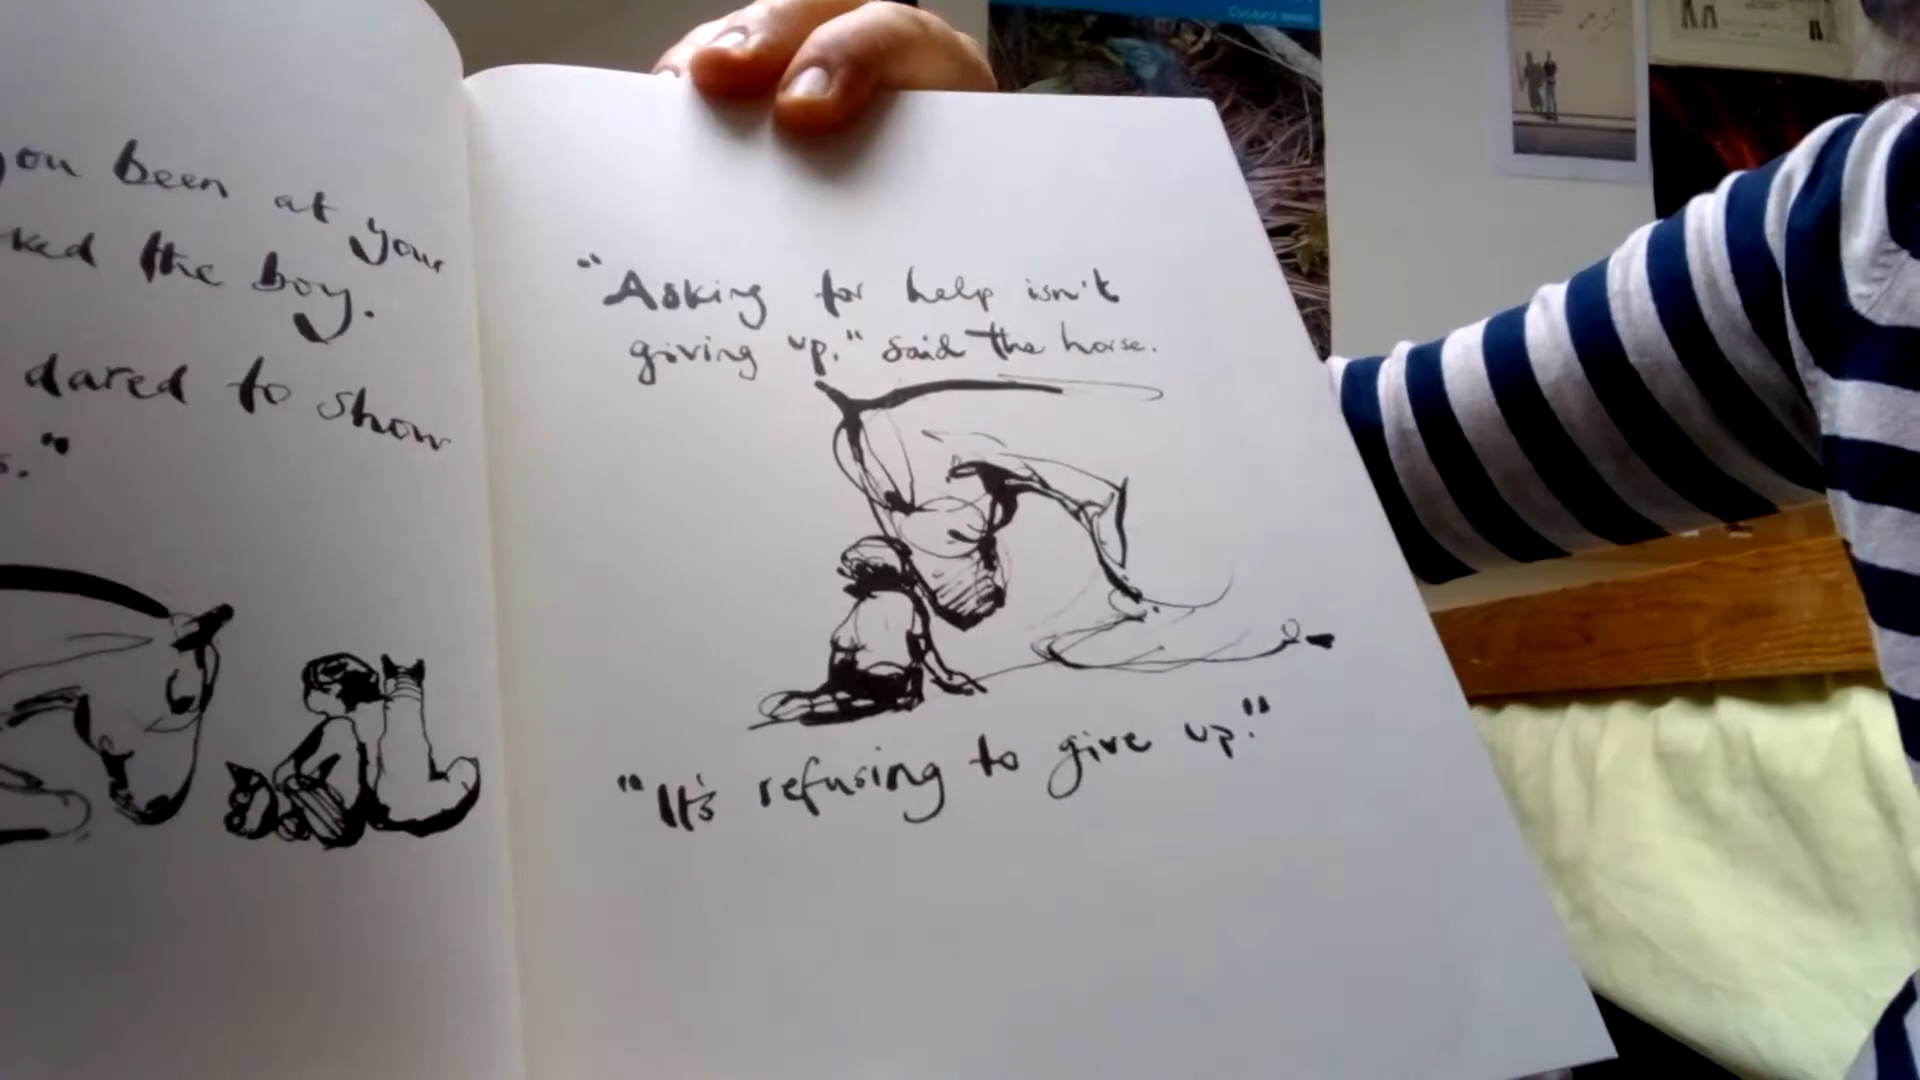 you been at your
ked the boy.
dared to show
s."
"Asking for help isn't
giving up." said the horse.
"It's refusing to give up."